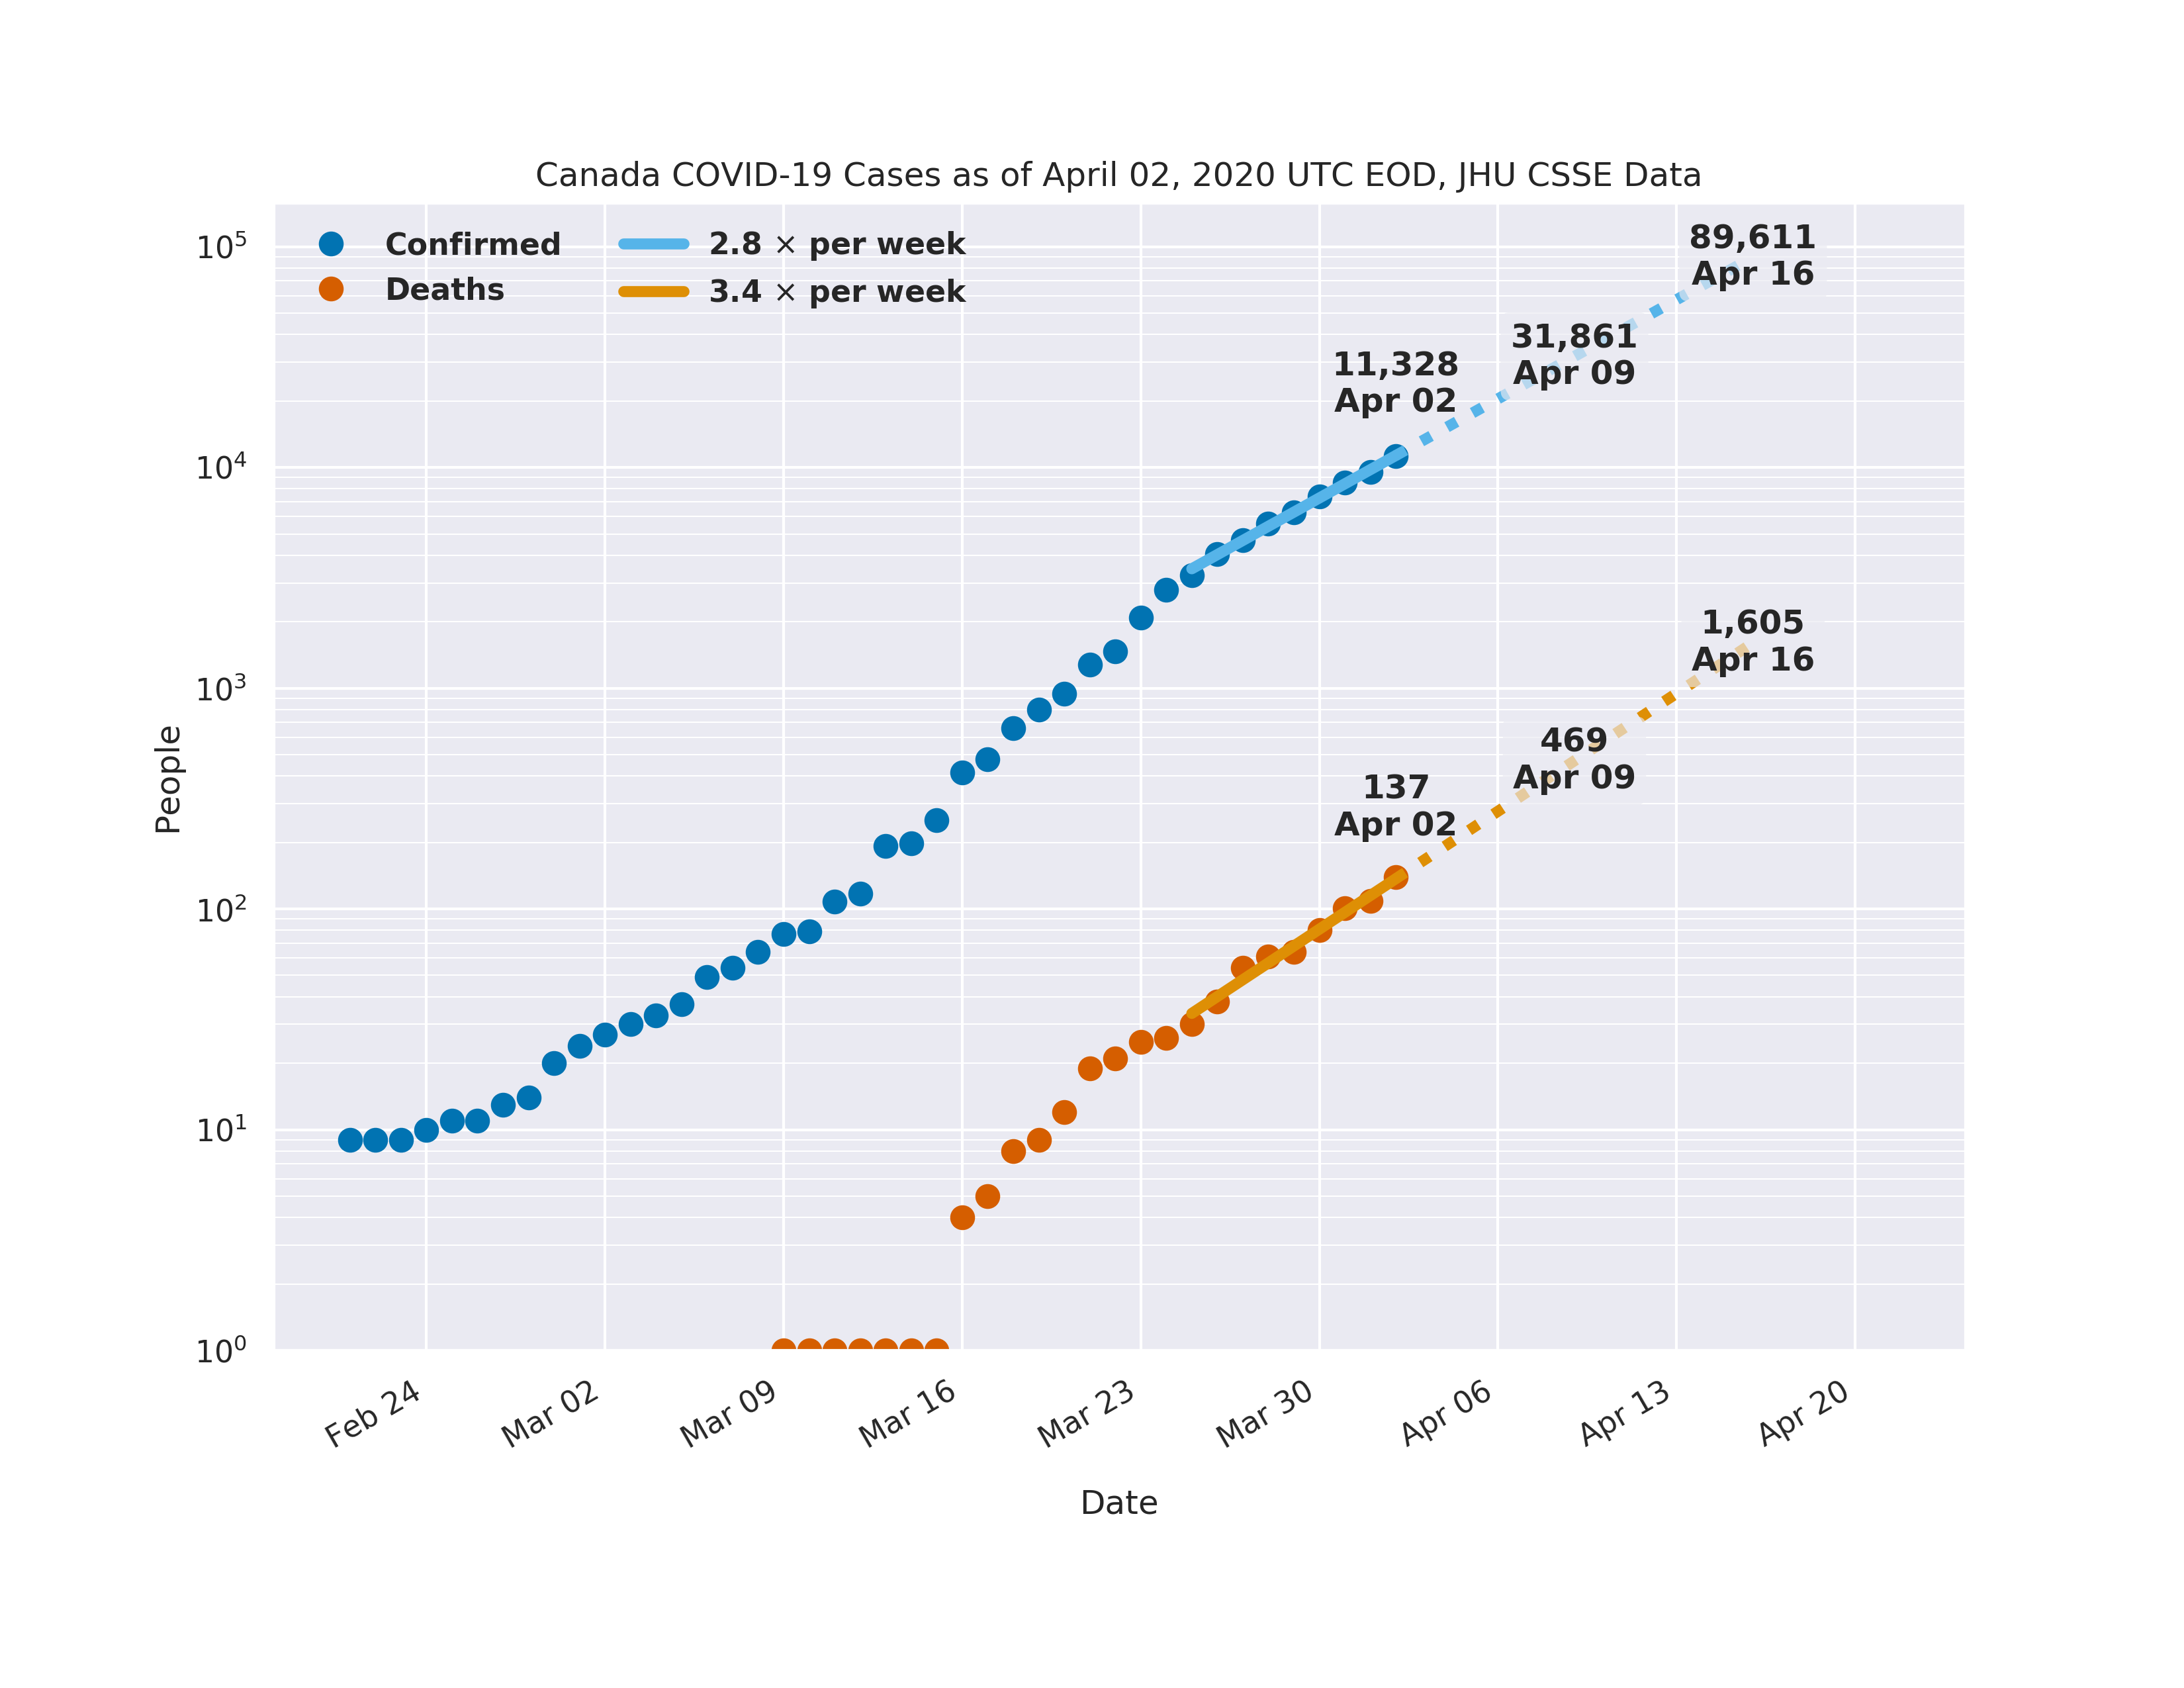 Canada COVID-19 Cases as of April 02, 2020 UTC EOD, JHU CSSE Data
Confirmed
Deaths
2.8 × per week
3.4 × per week
89,611
Apr 16
31,861
Apr 09
11,328
Apr 02
1,605
Apr 16
469
Apr 09
137
Apr 02
People
10⁵
10⁴
10³
10²
10¹
10⁰
Feb 24
Mar 02
Mar 09
Mar 16
Mar 23
Mar 30
Apr 06
Apr 13
Apr 20
Date